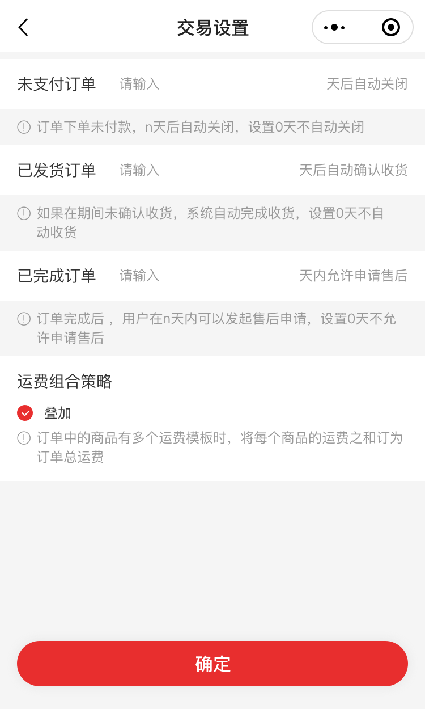 交易设置
未支付订单 请输入 天后自动关闭
订单下单未付款，n天后自动关闭，设置0天不自动关闭
已发货订单 请输入 天后自动确认收货
如果在期间未确认收货，系统自动完成收货，设置0天不自
动收货
已完成订单 请输入 天内允许申请售后
订单完成后 ，用户在n天内可以发起售后申请，设置0天不允
许申请售后
运费组合策略
叠加
订单中的商品有多个运费模板时，将每个商品的运费之和订为
订单总运费
确定